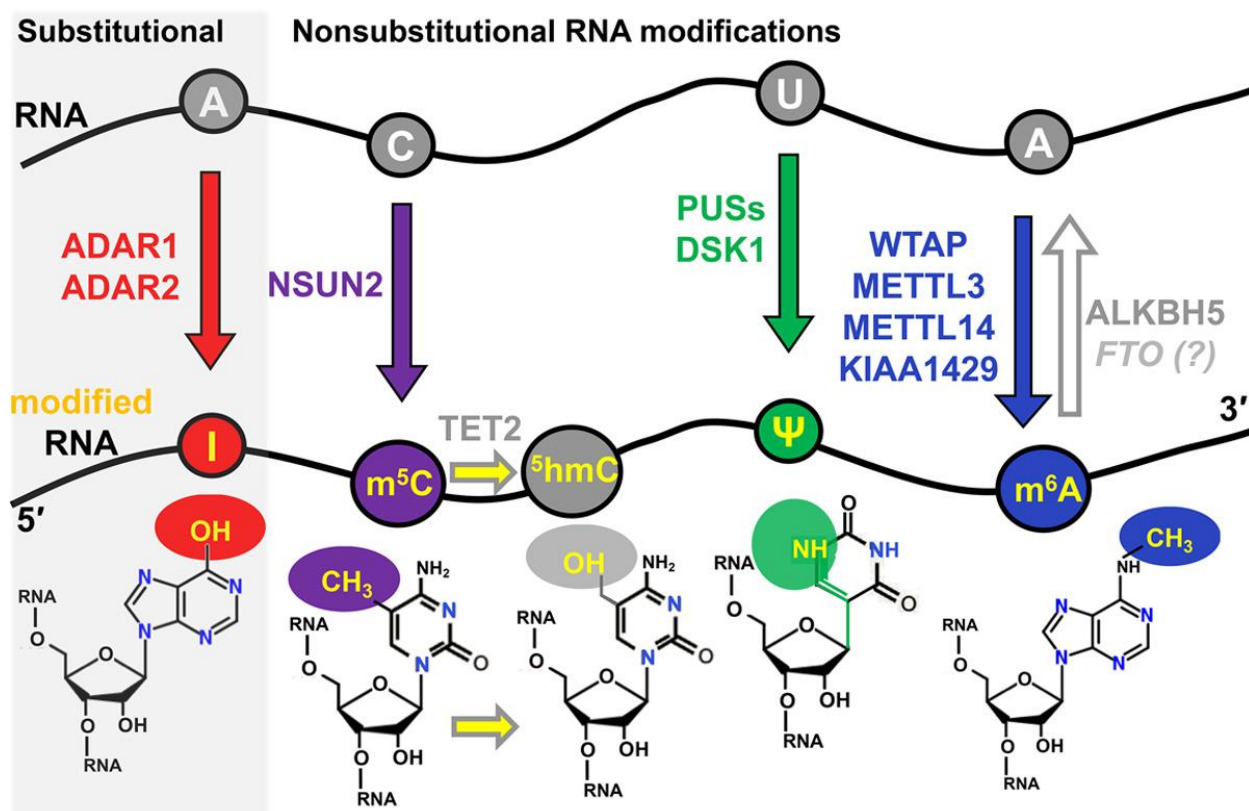 Substitutional
Nonsubstitutional RNA modifications
RNA
A
C
U
A
ADAR1
ADAR2
NSUN2
PUSs
DSK1
WTAP
METTL3
METTL14
KIAA1429
ALKBH5
FTO (?)
modified
RNA
I
m⁵C
TET2
⁵hmC
Ψ
m⁶A
3′
5′
OH
N
N
N
N
RNA
O
O
OH
O
RNA
CH₃
NH₂
N
N
O
RNA
O
O
O
OH
RNA
OH
NH₂
N
N
O
RNA
O
O
O
OH
RNA
O
NH
NH
O
RNA
O
O
O
OH
RNA
CH₃
NH
N
N
N
N
RNA
O
O
O
OH
RNA